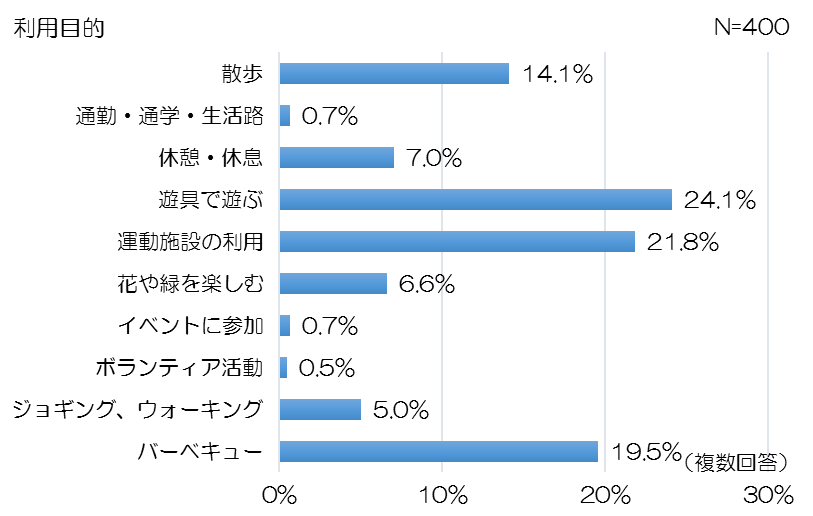 利用目的 N=400
散歩 14.1%
通勤・通学・生活路 0.7%
休憩・休息 7.0%
遊具で遊ぶ 24.1%
運動施設の利用 21.8%
花や緑を楽しむ 6.6%
イベントに参加 0.7%
ボランティア活動 0.5%
ジョギング、ウォーキング 5.0%
バーベキュー 19.5%
(複数回答)
0% 10% 20% 30%